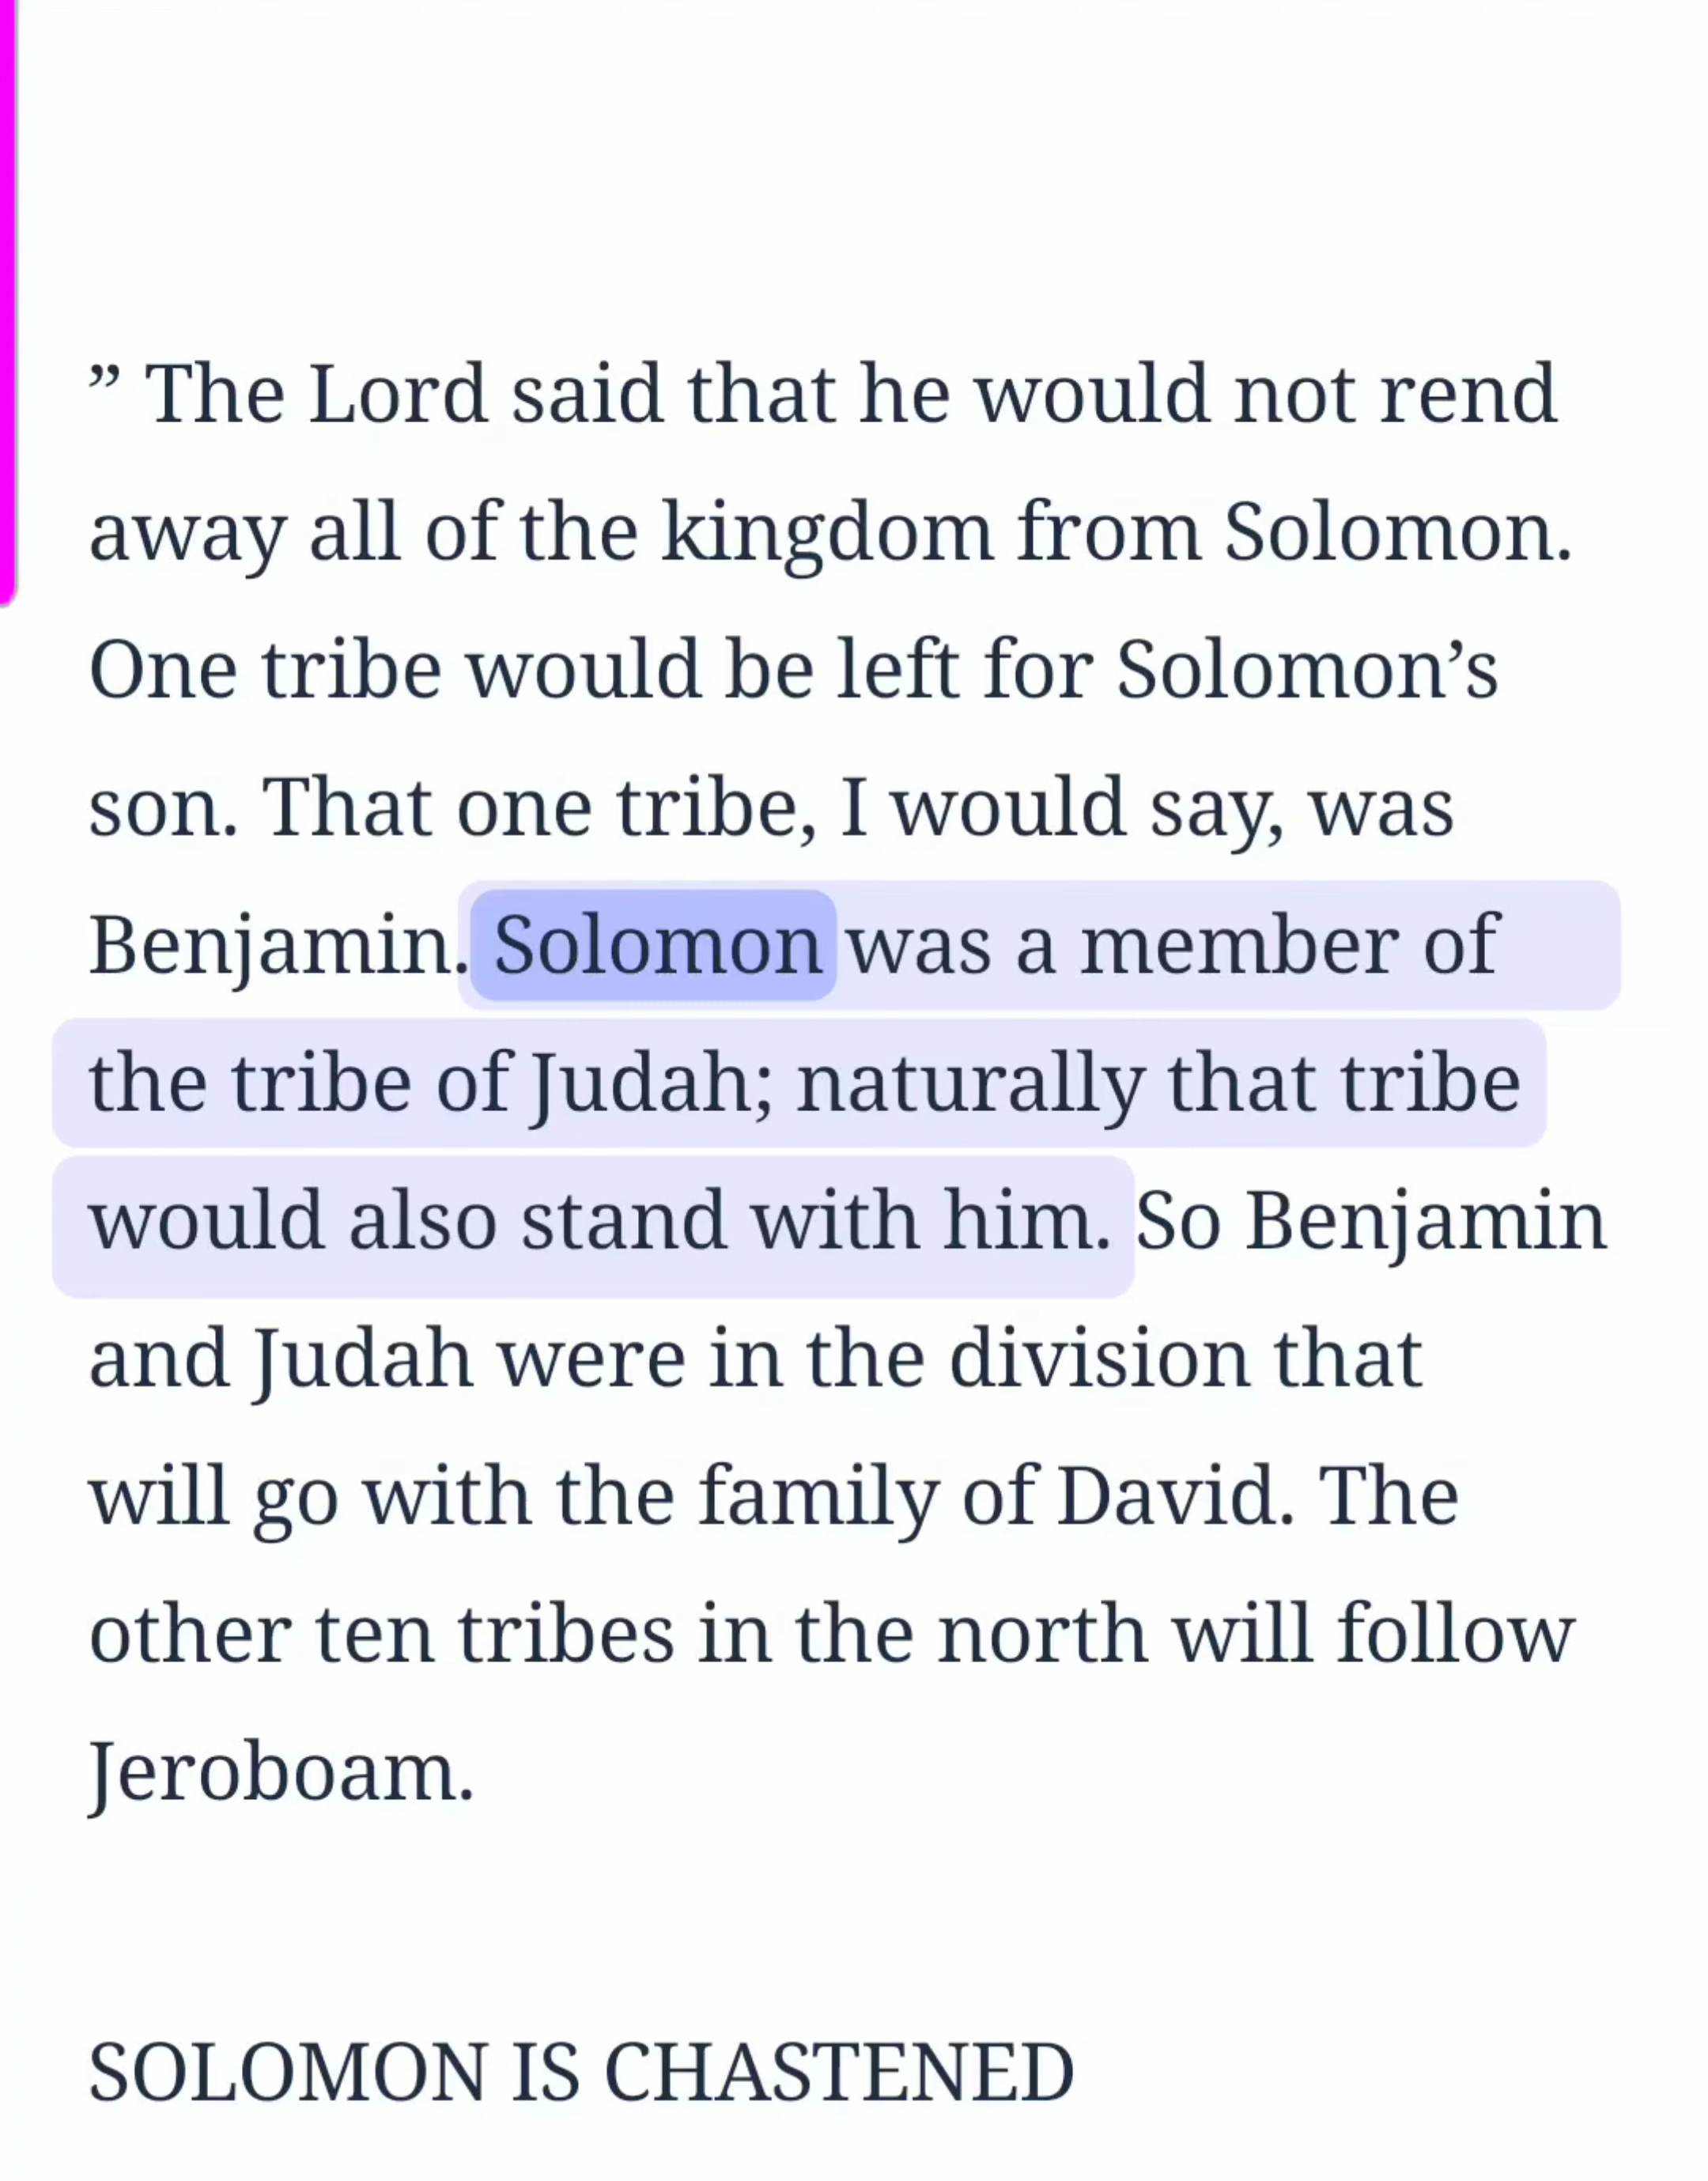 ” The Lord said that he would not rend
away all of the kingdom from Solomon.
One tribe would be left for Solomon’s
son. That one tribe, I would say, was
Benjamin. Solomon was a member of
the tribe of Judah; naturally that tribe
would also stand with him. So Benjamin
and Judah were in the division that
will go with the family of David. The
other ten tribes in the north will follow
Jeroboam.
SOLOMON IS CHASTENED